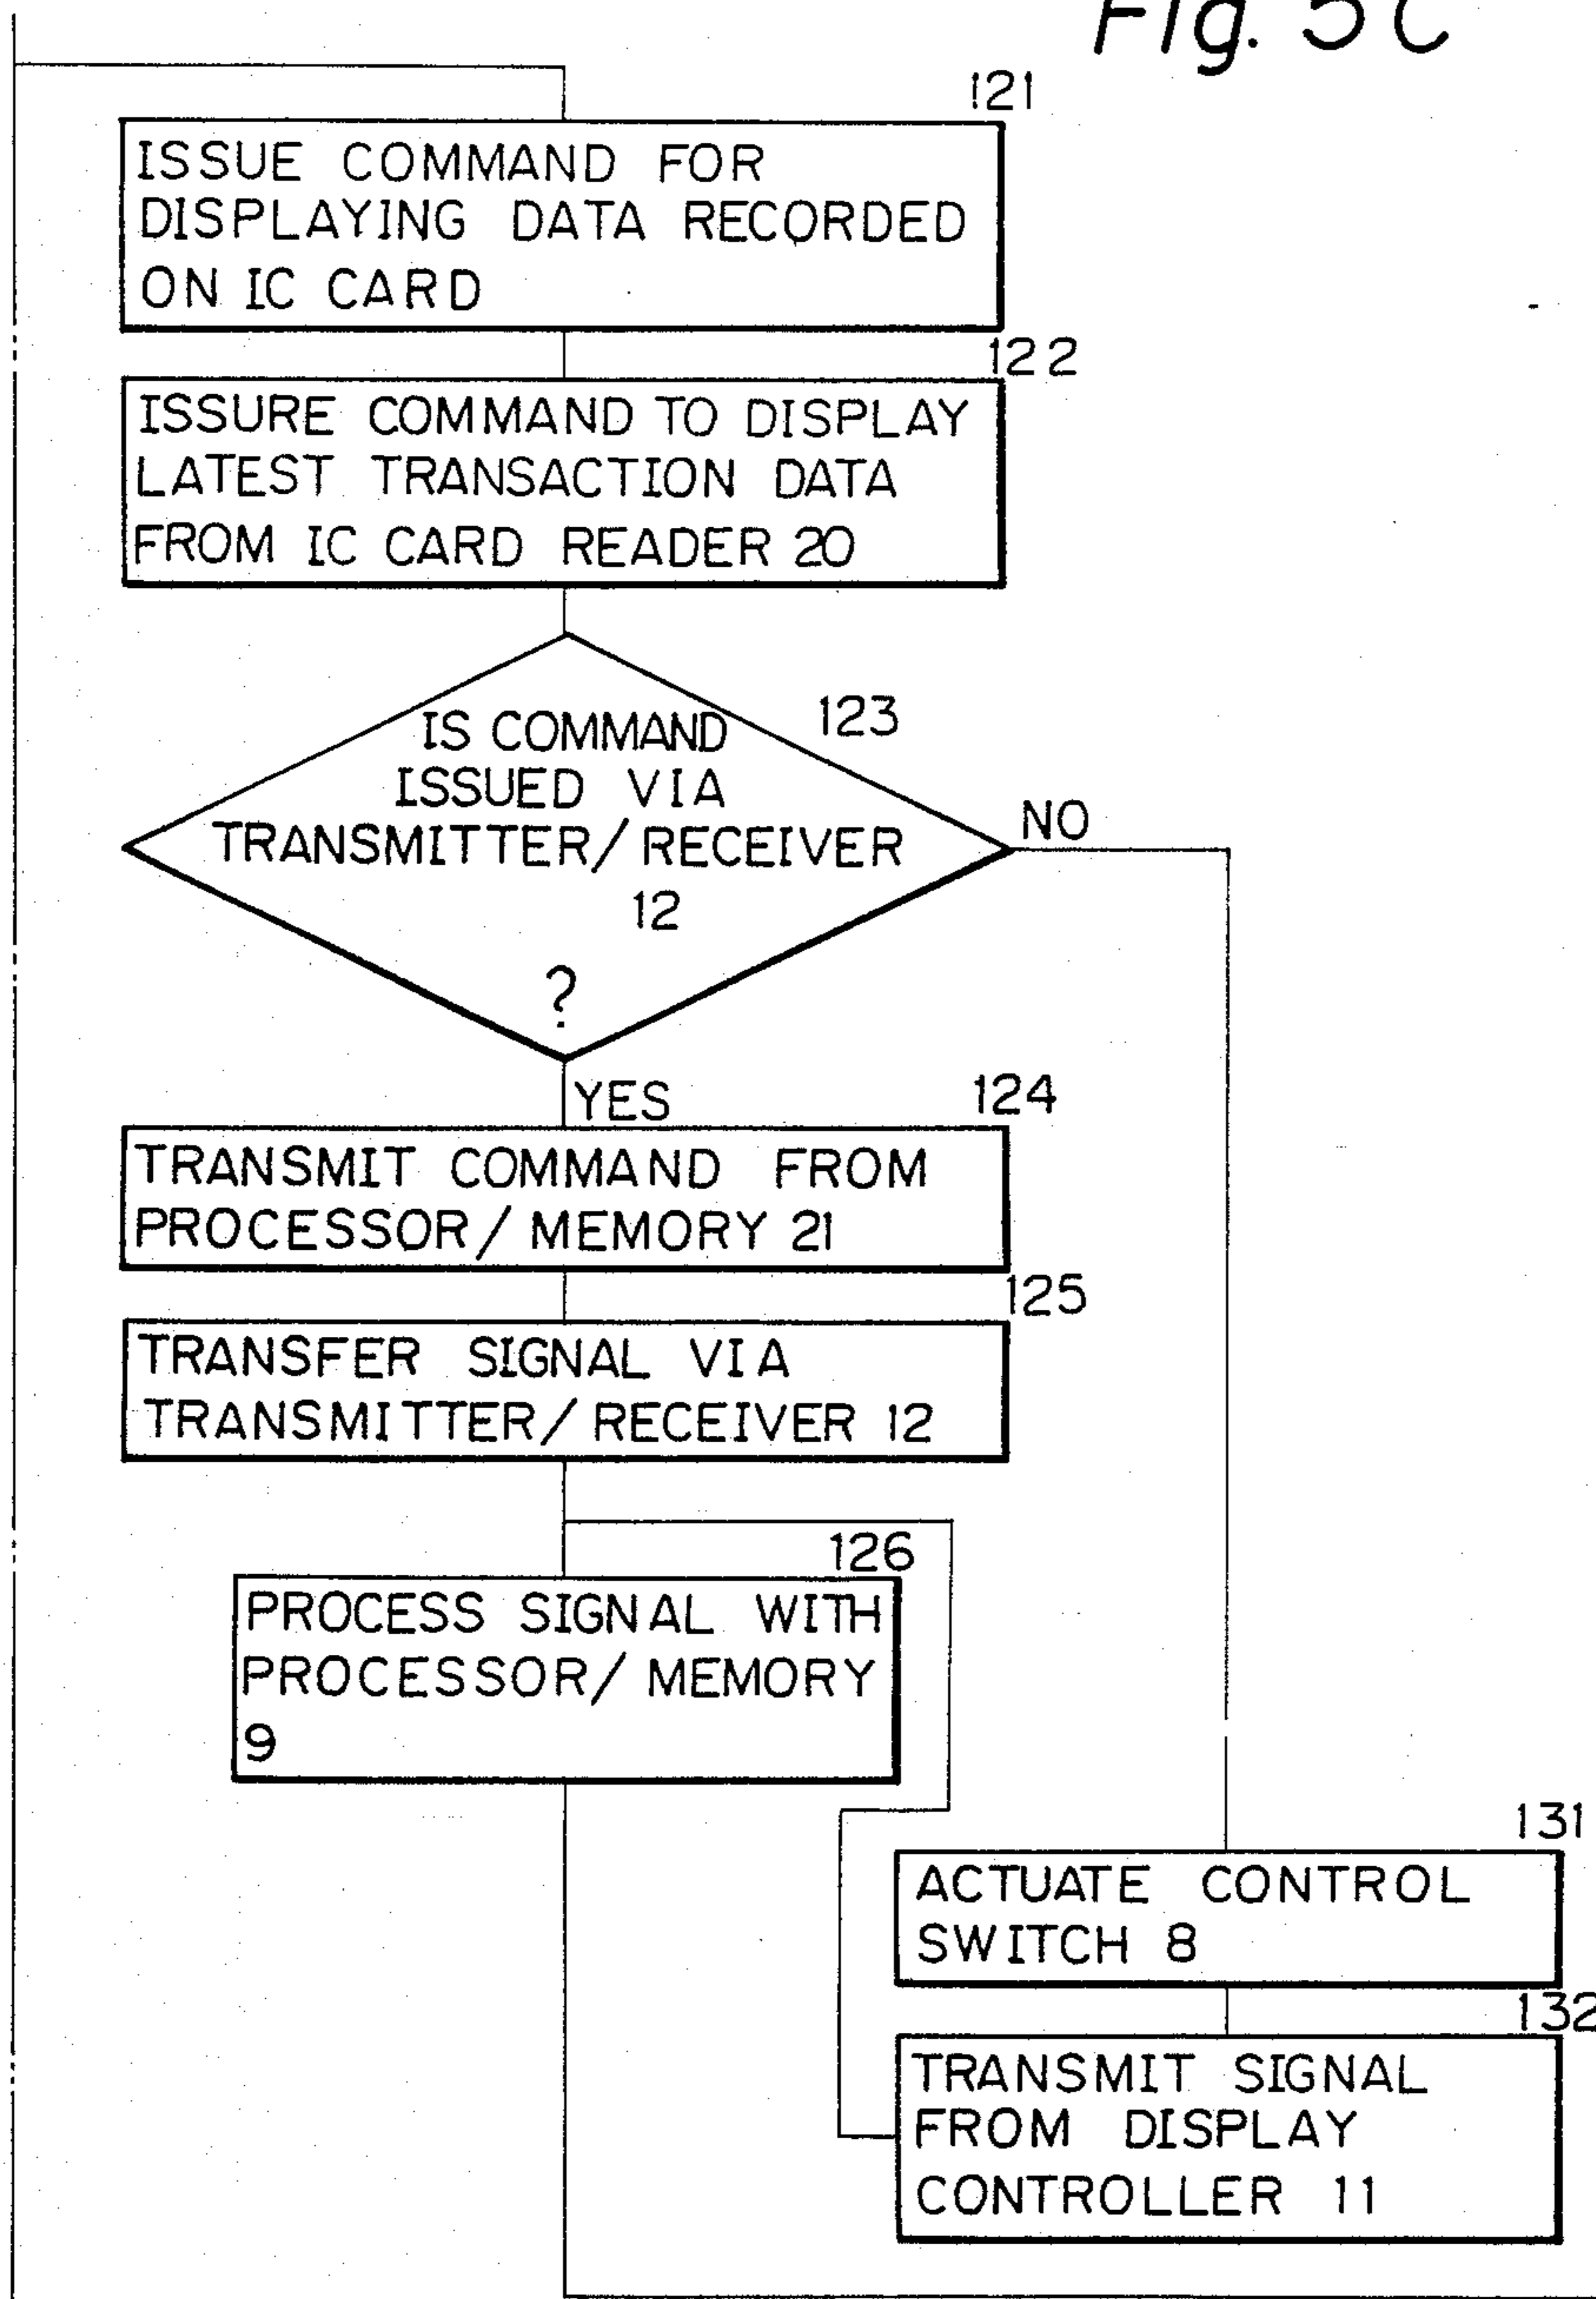 Fig. 5C
121
ISSUE COMMAND FOR
DISPLAYING DATA RECORDED
ON IC CARD
122
ISSURE COMMAND TO DISPLAY
LATEST TRANSACTION DATA
FROM IC CARD READER 20
123
IS COMMAND
ISSUED VIA
TRANSMITTER/RECEIVER
12
?
NO
YES
124
TRANSMIT COMMAND FROM
PROCESSOR/MEMORY 21
125
TRANSFER SIGNAL VIA
TRANSMITTER/RECEIVER 12
126
PROCESS SIGNAL WITH
PROCESSOR/MEMORY
9
131
ACTUATE CONTROL
SWITCH 8
132
TRANSMIT SIGNAL
FROM DISPLAY
CONTROLLER 11